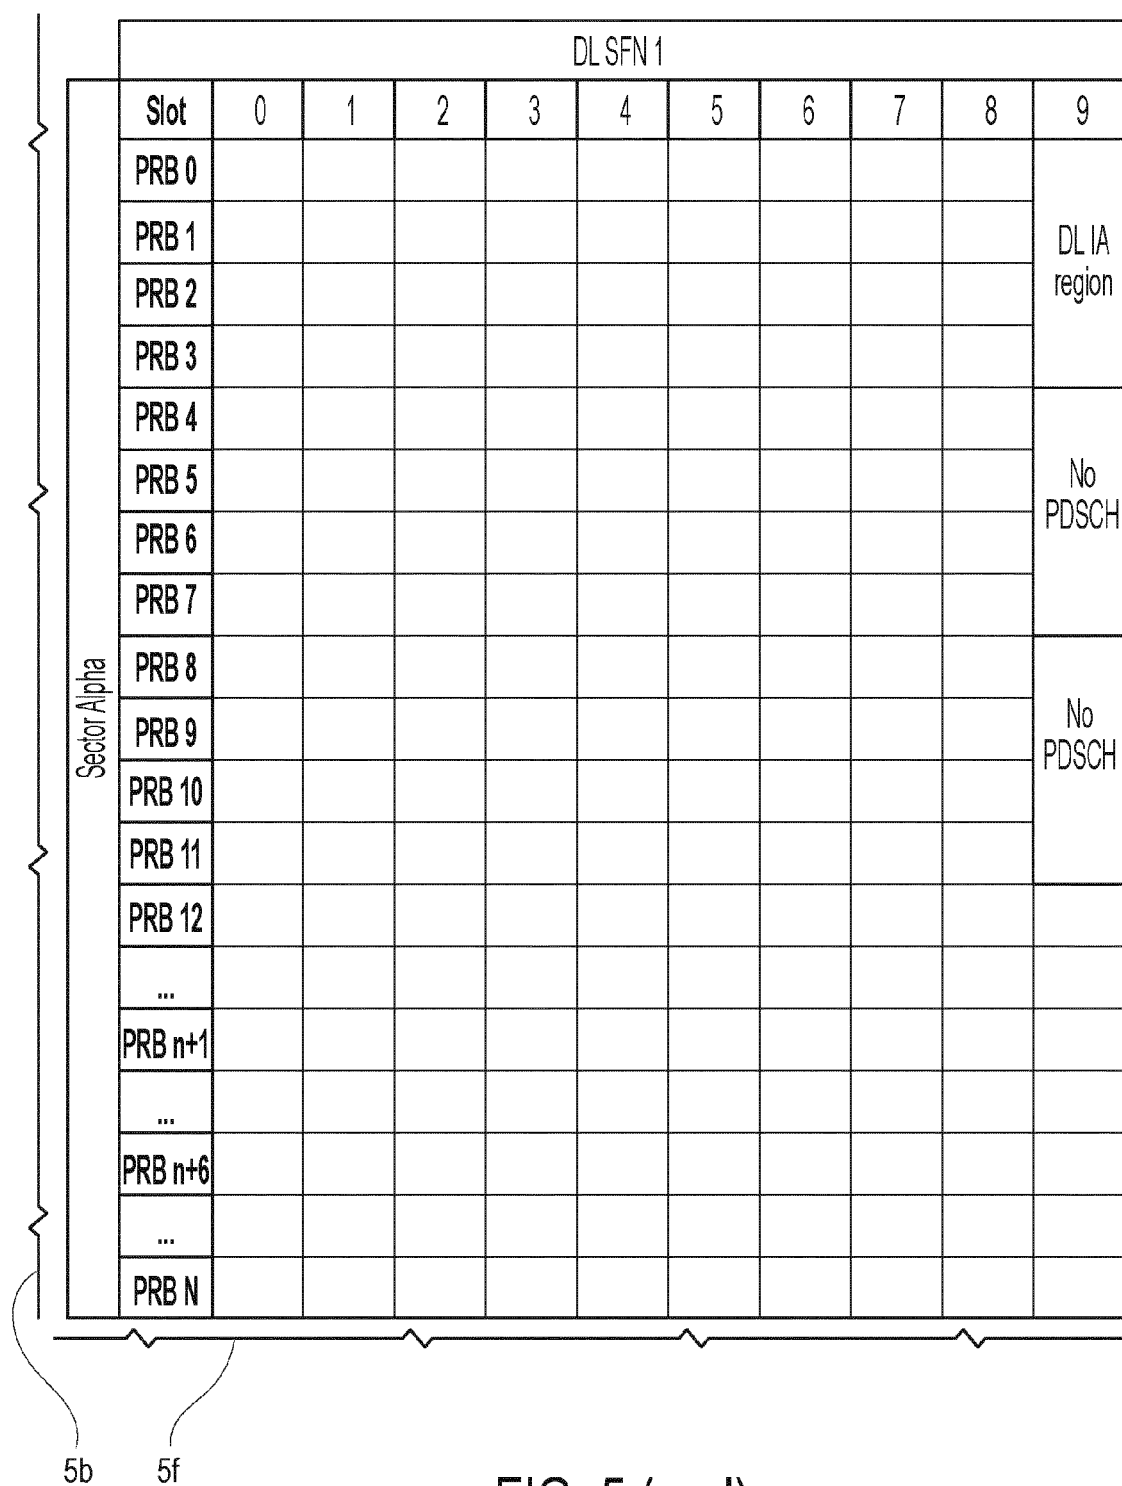 DL SFN 1
Slot 0 1 2 3 4 5 6 7 8 9
PRB 0
PRB 1
DL IA
region
PRB 2
PRB 3
PRB 4
PRB 5
No
PDSCH
PRB 6
PRB 7
Sector Alpha
PRB 8
PRB 9
No
PDSCH
PRB 10
PRB 11
PRB 12
...
PRB n+1
...
PRB n+6
...
PRB N
5b 5f